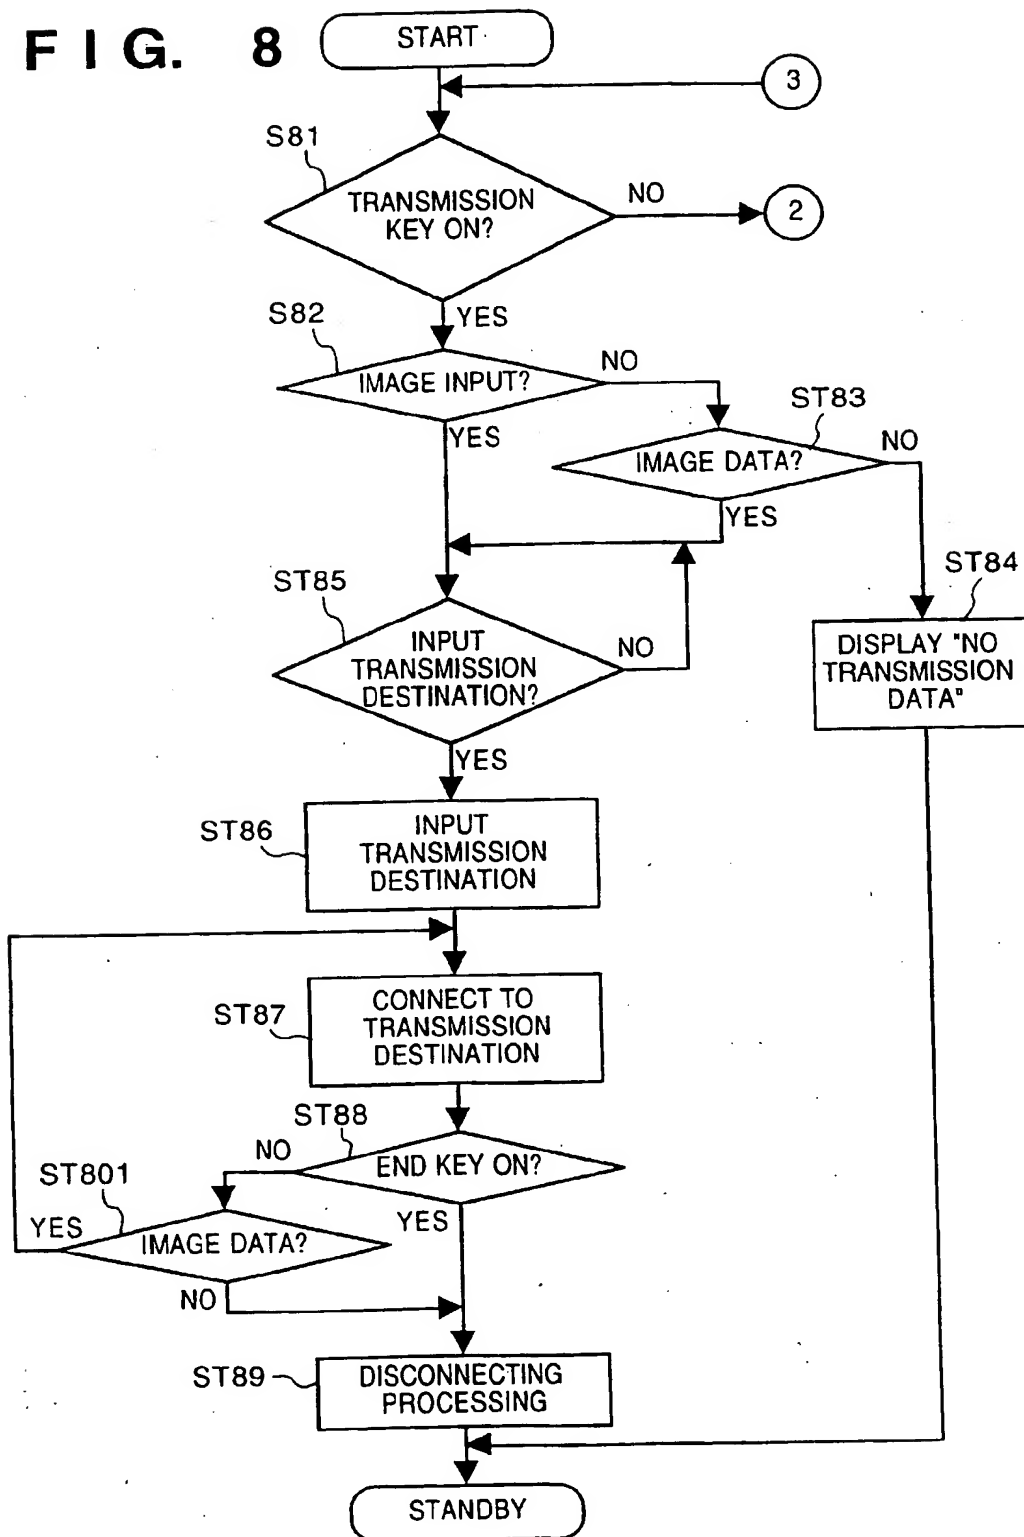 FIG. 8
START
3
S81
TRANSMISSION
KEY ON?
NO
2
YES
S82
IMAGE INPUT?
NO
YES
ST83
IMAGE DATA?
NO
YES
ST84
DISPLAY "NO
TRANSMISSION
DATA"
ST85
INPUT
TRANSMISSION
DESTINATION?
NO
YES
ST86
INPUT
TRANSMISSION
DESTINATION
ST87
CONNECT TO
TRANSMISSION
DESTINATION
ST88
END KEY ON?
NO
YES
ST801
IMAGE DATA?
YES
NO
ST89
DISCONNECTING
PROCESSING
STANDBY